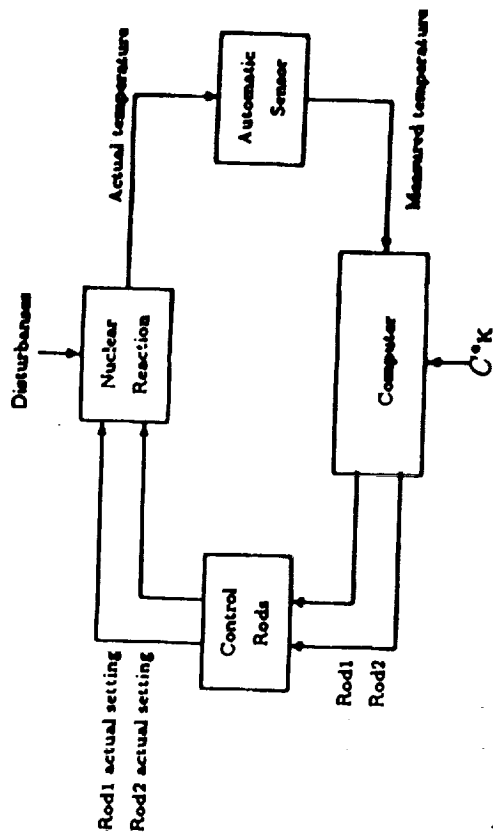 Disturbances
Rod1 actual setting
Rod2 actual setting
Nuclear
Reaction
Actual temperature
Control
Rods
Automatic
Sensor
Rod1
Rod2
Computer
Measured temperature
C°K